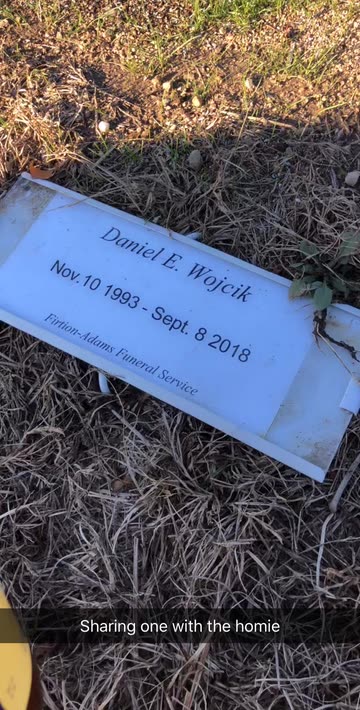 Daniel E. Wojcik
Nov.10 1993 - Sept. 8 2018
Firtion-Adams Funeral Service
Sharing one with the homie